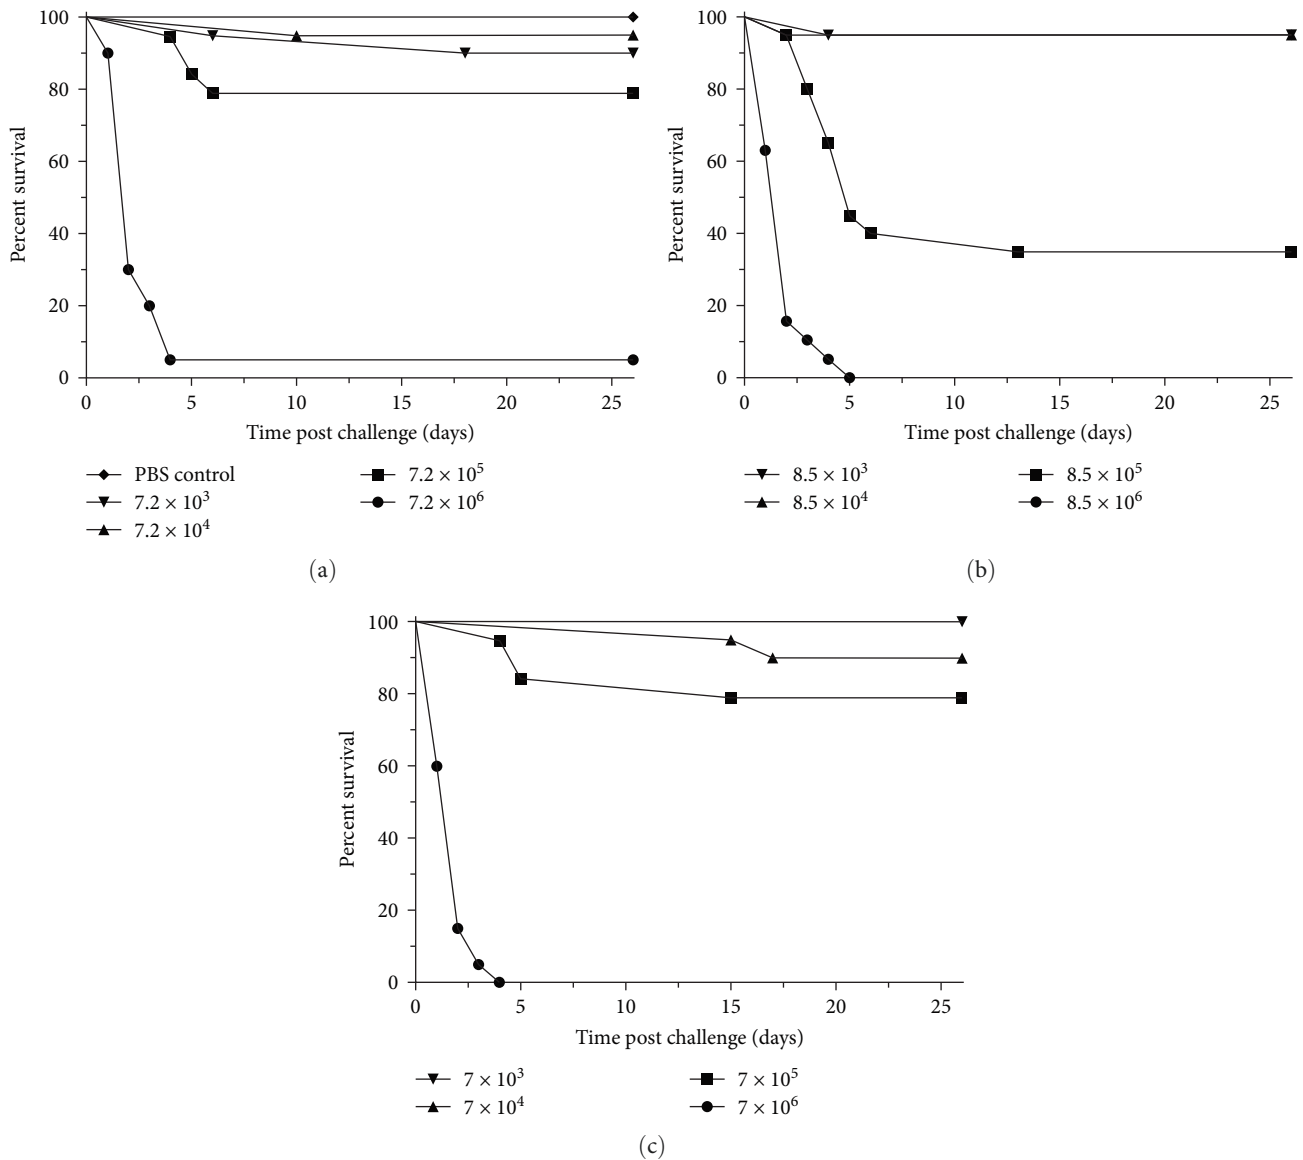 100
80
60
40
20
0
Percent survival
0 5 10 15 20 25
Time post challenge (days)
PBS control
7.2 × 10³
7.2 × 10⁴
7.2 × 10⁵
7.2 × 10⁶
(a)
100
80
60
40
20
0
Percent survival
0 5 10 15 20 25
Time post challenge (days)
8.5 × 10³
8.5 × 10⁴
8.5 × 10⁵
8.5 × 10⁶
(b)
100
80
60
40
20
0
Percent survival
0 5 10 15 20 25
Time post challenge (days)
7 × 10³
7 × 10⁴
7 × 10⁵
7 × 10⁶
(c)